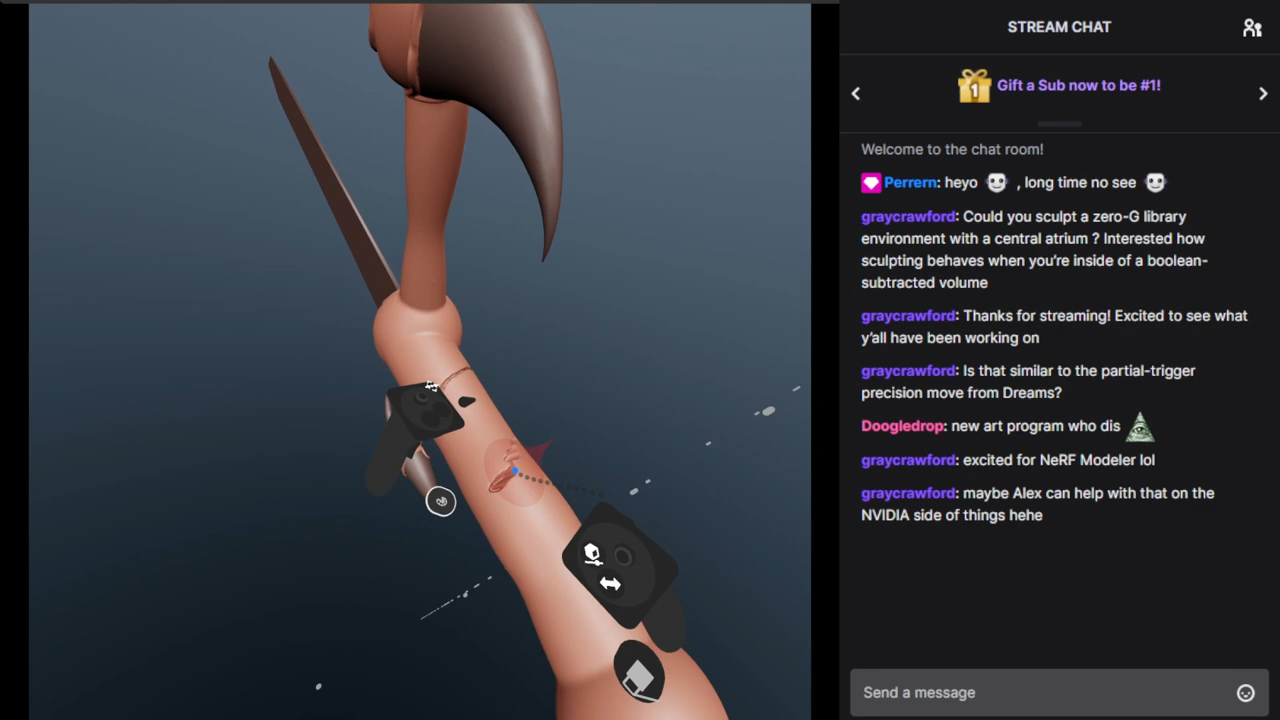 STREAM CHAT
1
Gift a Sub now to be #1!
Welcome to the chat room!
Perrern: heyo , long time no see
graycrawford: Could you sculpt a zero-G library
environment with a central atrium ? Interested how
sculpting behaves when you're inside of a boolean-
subtracted volume
graycrawford: Thanks for streaming! Excited to see what
y'all have been working on
graycrawford: Is that similar to the partial-trigger
precision move from Dreams?
Doogledrop: new art program who dis
graycrawford: excited for NeRF Modeler lol
graycrawford: maybe Alex can help with that on the
NVIDIA side of things hehe
Send a message